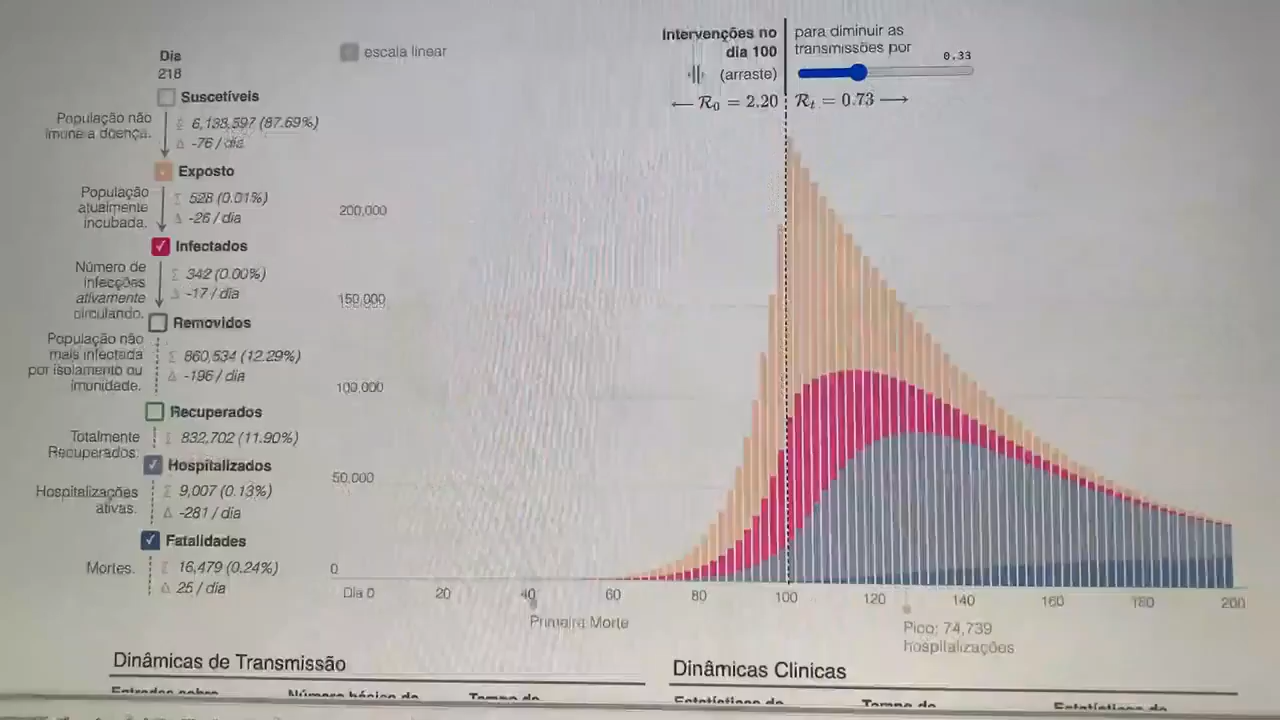 Dia
218
escala linear
Intervenções no
dia 100
(arraste)
para diminuir as
transmissões por
0.33
← R₀ = 2.20
Rₜ = 0.73 →
Suscetíveis
População não
imune a doença.
Σ 6,138,597 (87.69%)
Δ -76 / dia
Exposto
População
atualmente
incubada.
Σ 528 (0.01%)
Δ -26 / dia
Infectados
Número de
infecções
ativamente
circulando.
Σ 342 (0.00%)
Δ -17 / dia
Removidos
População não
mais infectada
por isolamento ou
imunidade.
Σ 860,534 (12.29%)
Δ -196 / dia
Recuperados
Totalmente
Recuperados.
Σ 832,702 (11.90%)
Hospitalizados
Hospitalizações
ativas.
Σ 9,007 (0.13%)
Δ -281 / dia
Fatalidades
Mortes.
Σ 16,479 (0.24%)
Δ 25 / dia
200,000
150,000
100,000
50,000
0
Dia 0 20 40 60 80 100 120 140 160 180 200
Primeira Morte
Pico: 74,739
hospitalizações
Dinâmicas de Transmissão
Dinâmicas Clinicas